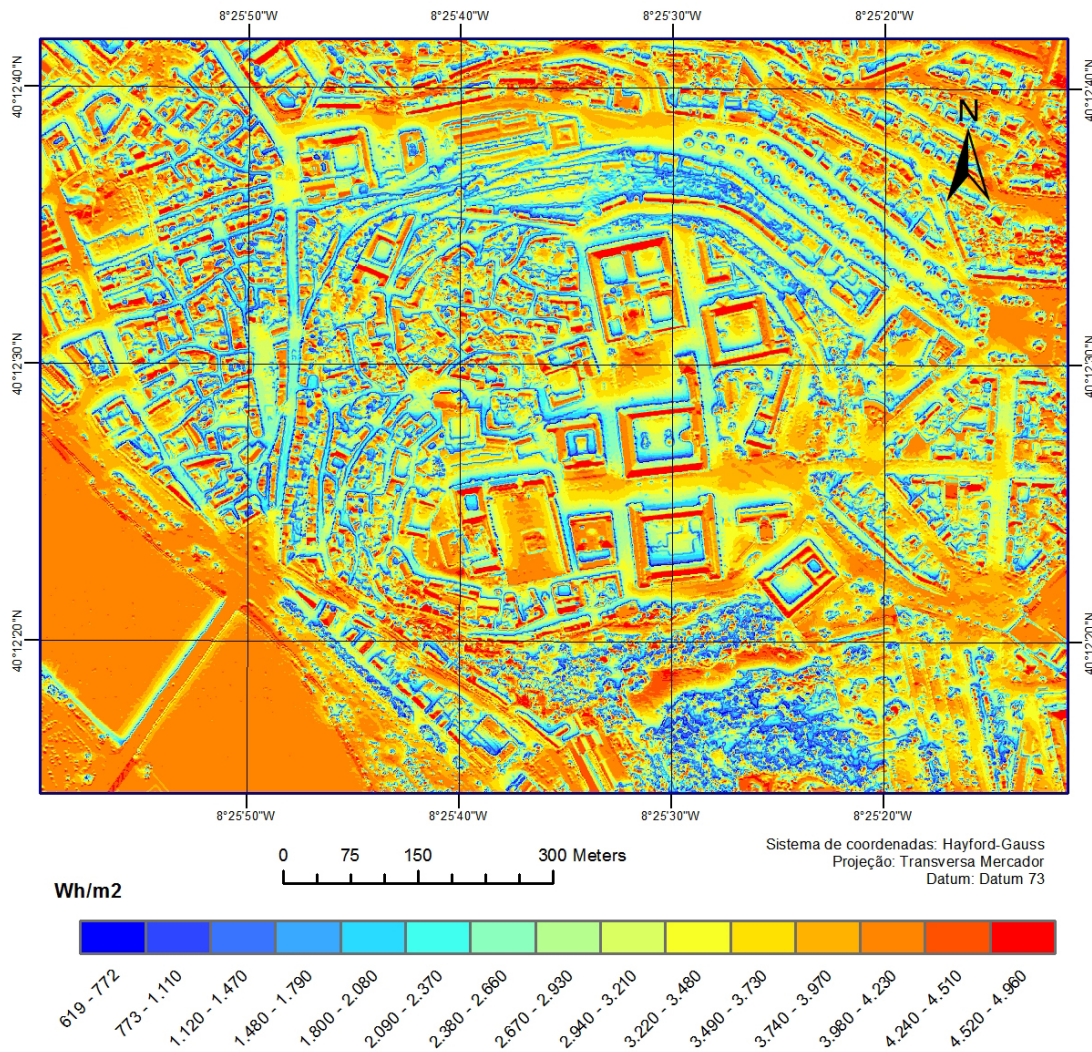 8°25'50"W 8°25'40"W 8°25'30"W 8°25'20"W
40°12'40"N 40°12'40"N
N
40°12'30"N 40°12'30"N
40°12'20"N 40°12'20"N
8°25'50"W 8°25'40"W 8°25'30"W 8°25'20"W
0 75 150 300 Meters
Sistema de coordenadas: Hayford-Gauss
Projeção: Transversa Mercador
Datum: Datum 73
Wh/m2
619 - 772
773 - 1.110
1.120 - 1.470
1.480 - 1.790
1.800 - 2.080
2.090 - 2.370
2.380 - 2.660
2.670 - 2.930
2.940 - 3.210
3.220 - 3.480
3.490 - 3.730
3.740 - 3.970
3.980 - 4.230
4.240 - 4.510
4.520 - 4.960